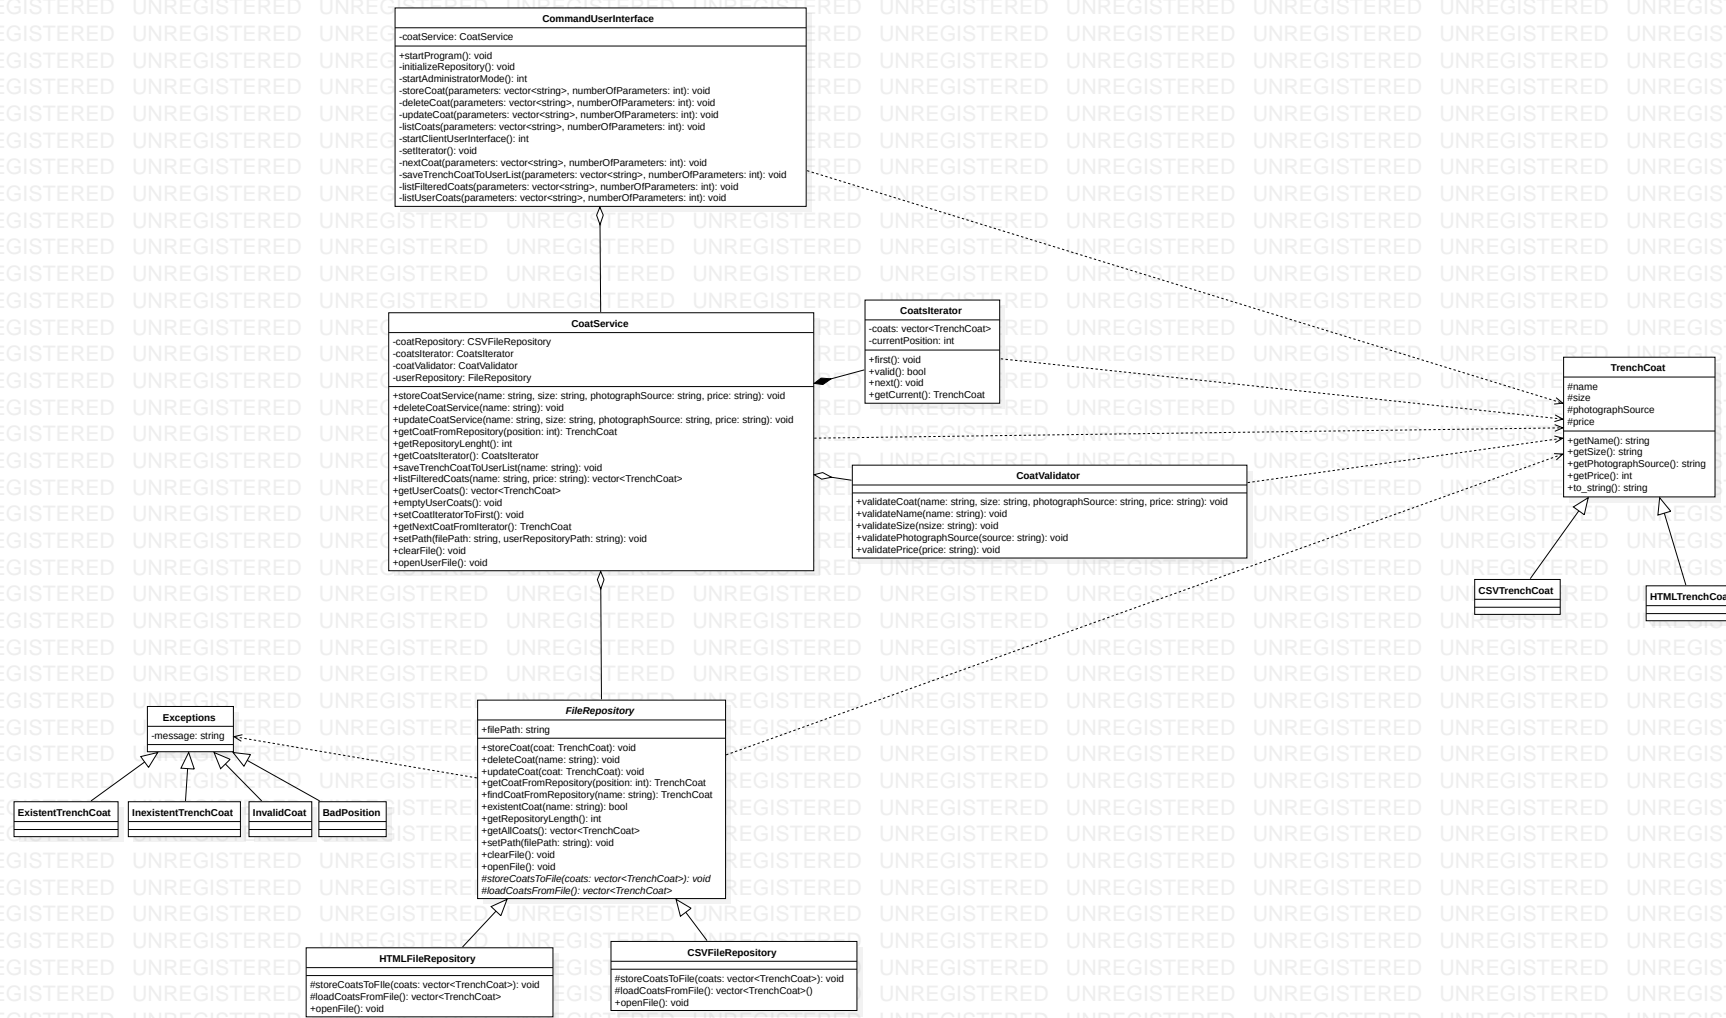 CommandUserInterface
-coatService: CoatService
+startProgram(): void
-initializeRepository(): void
-startAdministratorMode(): int
-storeCoat(parameters: vector<string>, numberOfParameters: int): void
-deleteCoat(parameters: vector<string>, numberOfParameters: int): void
-updateCoat(parameters: vector<string>, numberOfParameters: int): void
-listCoats(parameters: vector<string>, numberOfParameters: int): void
-startClientUserInterface(): int
-setIterator(): void
-nextCoat(parameters: vector<string>, numberOfParameters: int): void
-saveTrenchCoatToUserList(parameters: vector<string>, numberOfParameters: int): void
-listFilteredCoats(parameters: vector<string>, numberOfParameters: int): void
-listUserCoats(parameters: vector<string>, numberOfParameters: int): void
CoatService
-coatRepository: CSVFileRepository
-coatsIterator: CoatsIterator
-coatValidator: CoatValidator
-userRepository: FileRepository
+storeCoatService(name: string, size: string, photographSource: string, price: string): void
+deleteCoatService(name: string): void
+updateCoatService(name: string, size: string, photographSource: string, price: string): void
+getCoatFromRepository(position: int): TrenchCoat
+getRepositoryLenght(): int
+getCoatsIterator(): CoatsIterator
+saveTrenchCoatToUserList(name: string): void
+listFilteredCoats(name: string, price: string): vector<TrenchCoat>
+getUserCoats(): vector<TrenchCoat>
+emptyUserCoats(): void
+setCoatIteratorToFirst(): void
+getNextCoatFromIterator(): TrenchCoat
+setPath(filePath: string, userRepositoryPath: string): void
+clearFile(): void
+openUserFile(): void
CoatsIterator
-coats: vector<TrenchCoat>
-currentPosition: int
+first(): void
+valid(): bool
+next(): void
+getCurrent(): TrenchCoat
CoatValidator
+validateCoat(name: string, size: string, photographSource: string, price: string): void
+validateName(name: string): void
+validateSize(nsize: string): void
+validatePhotographSource(source: string): void
+validatePrice(price: string): void
TrenchCoat
#name
#size
#photographSource
#price
+getName(): string
+getSize(): string
+getPhotographSource(): string
+getPrice(): int
+to_string(): string
CSVTrenchCoat
HTMLTrenchCoa
Exceptions
-message: string
ExistentTrenchCoat
InexistentTrenchCoat
InvalidCoat
BadPosition
FileRepository
+filePath: string
+storeCoat(coat: TrenchCoat): void
+deleteCoat(name: string): void
+updateCoat(coat: TrenchCoat): void
+getCoatFromRepository(position: int): TrenchCoat
+findCoatFromRepository(name: string): TrenchCoat
+existentCoat(name: string): bool
+getRepositoryLength(): int
+getAllCoats(): vector<TrenchCoat>
+setPath(filePath: string): void
+clearFile(): void
+openFile(): void
#storeCoatsToFile(coats: vector<TrenchCoat>): void
#loadCoatsFromFile(): vector<TrenchCoat>
HTMLFileRepository
#storeCoatsToFIle(coats: vector<TrenchCoat>): void
#loadCoatsFromFile(): vector<TrenchCoat>
+openFile(): void
CSVFileRepository
#storeCoatsToFile(coats: vector<TrenchCoat>): void
#loadCoatsFromFile(): vector<TrenchCoat>()
+openFile(): void